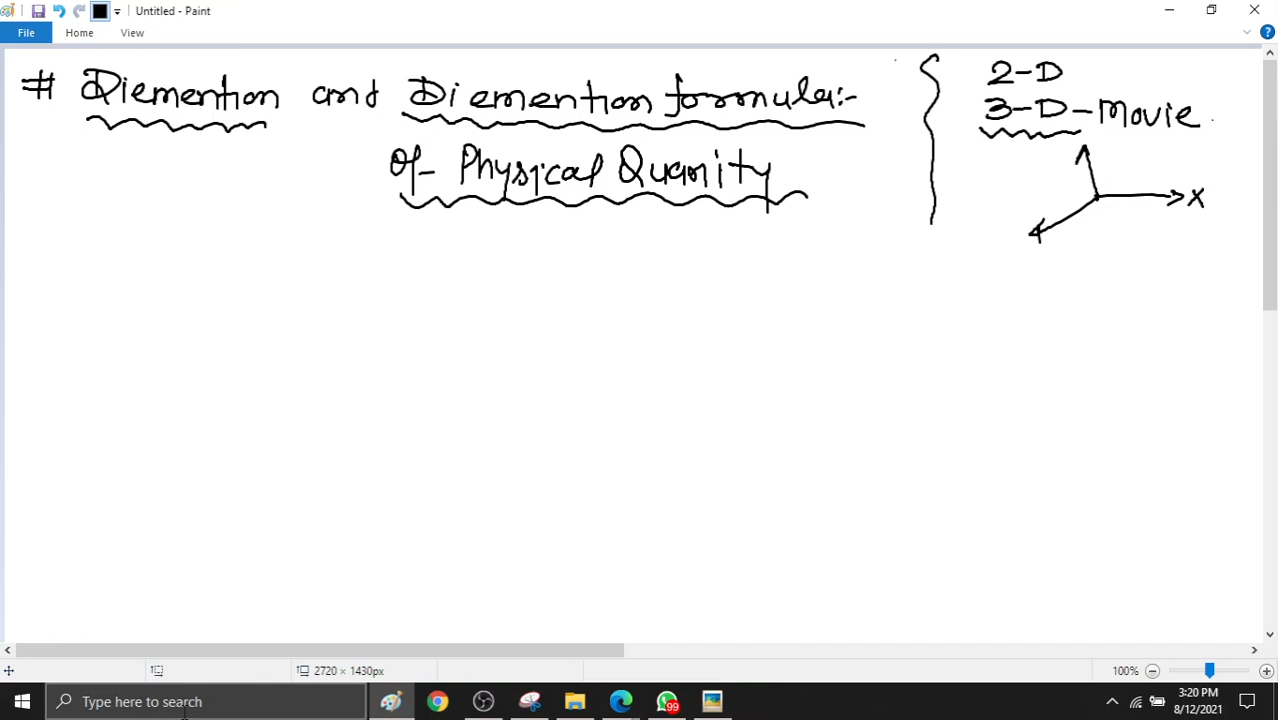 Untitled - Paint
File Home View
# Diemention and Diemention formula:-
Of Physical Quanity
2-D
3-D-Movie
X
2720 × 1430px
100%
Type here to search
99
3:20 PM
8/12/2021